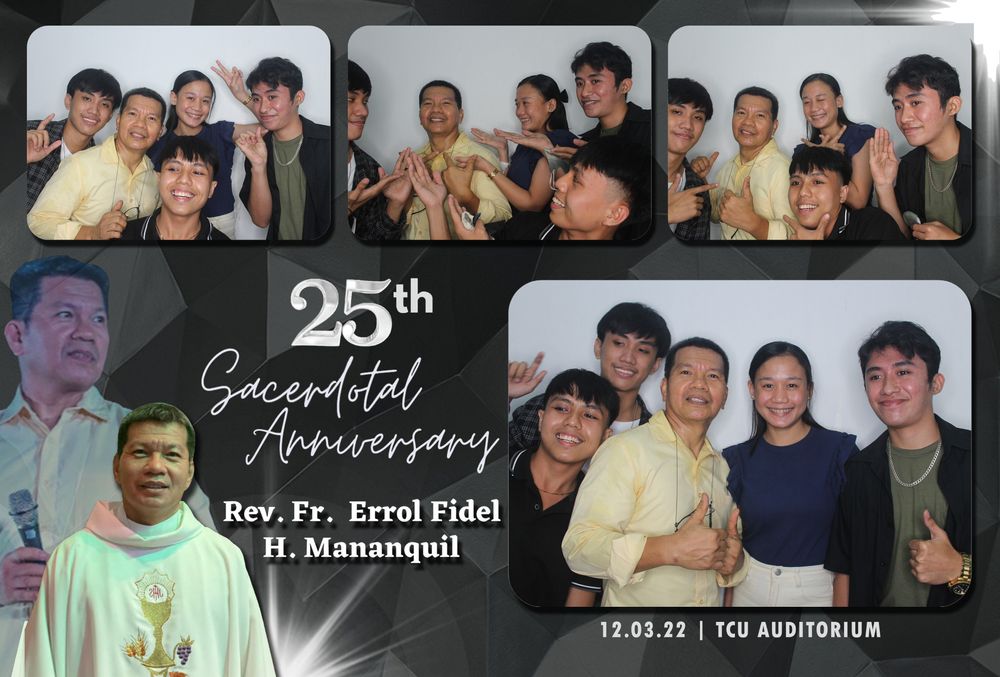 25th
Sacerdotal
Anniversary
Rev. Fr. Errol Fidel
H. Mananquil
12.03.22 | TCU AUDITORIUM